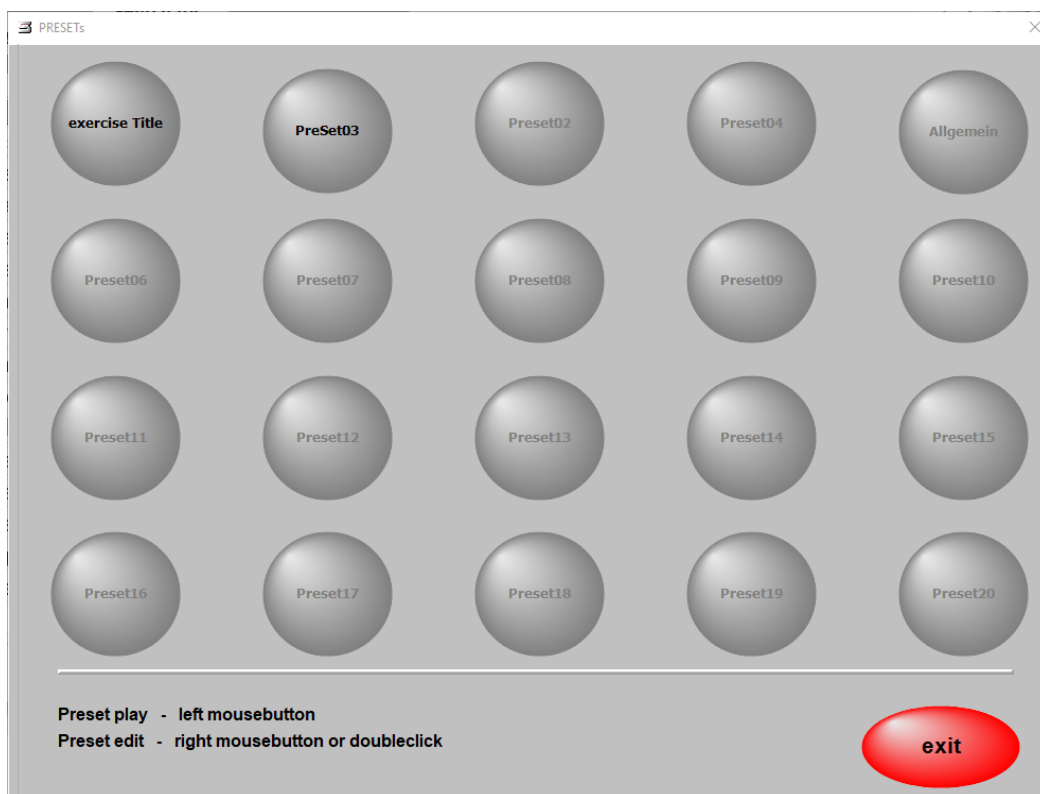 PRESETs
exercise Title
PreSet03
Preset02
Preset04
Allgemein
Preset06
Preset07
Preset08
Preset09
Preset10
Preset11
Preset12
Preset13
Preset14
Preset15
Preset16
Preset17
Preset18
Preset19
Preset20
Preset play - left mousebutton
Preset edit - right mousebutton or doubleclick
exit